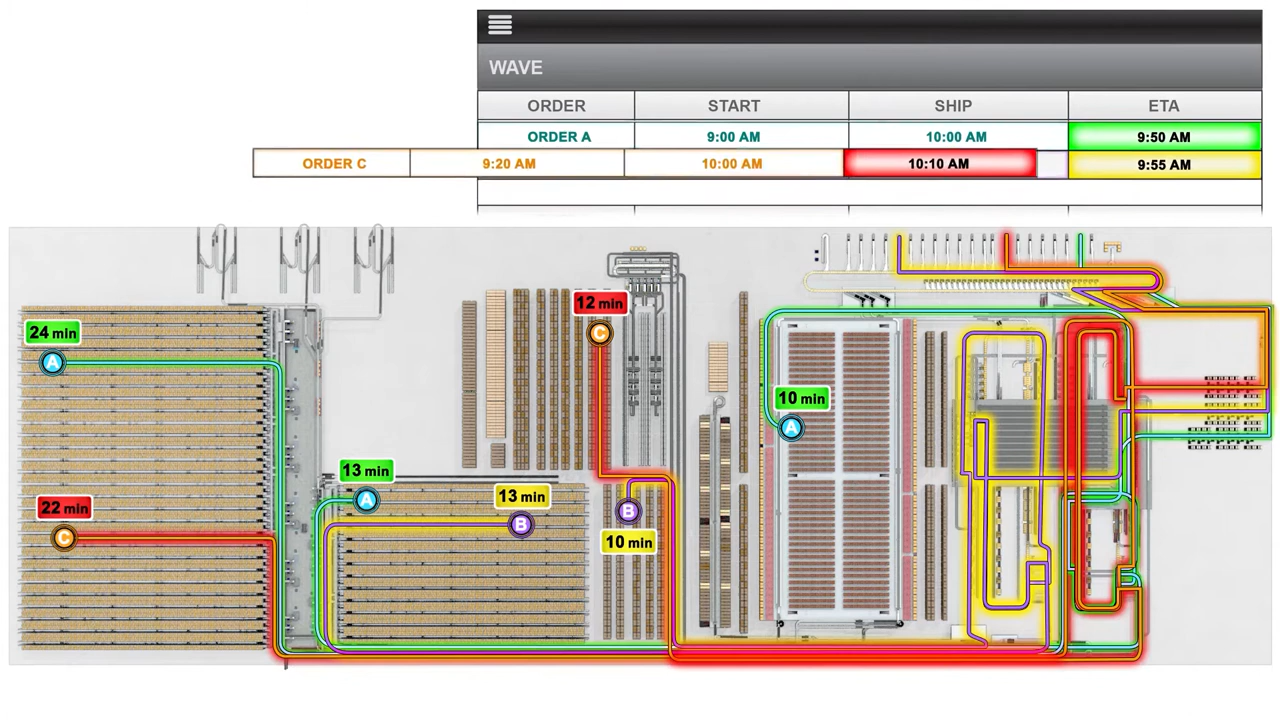 WAVE
ORDER START SHIP ETA
ORDER A 9:00 AM 10:00 AM 9:50 AM
ORDER C 9:20 AM 10:00 AM 10:10 AM 9:55 AM
12 min
C
24 min
A
10 min
A
13 min
A
13 min
B
22 min
C
B
10 min